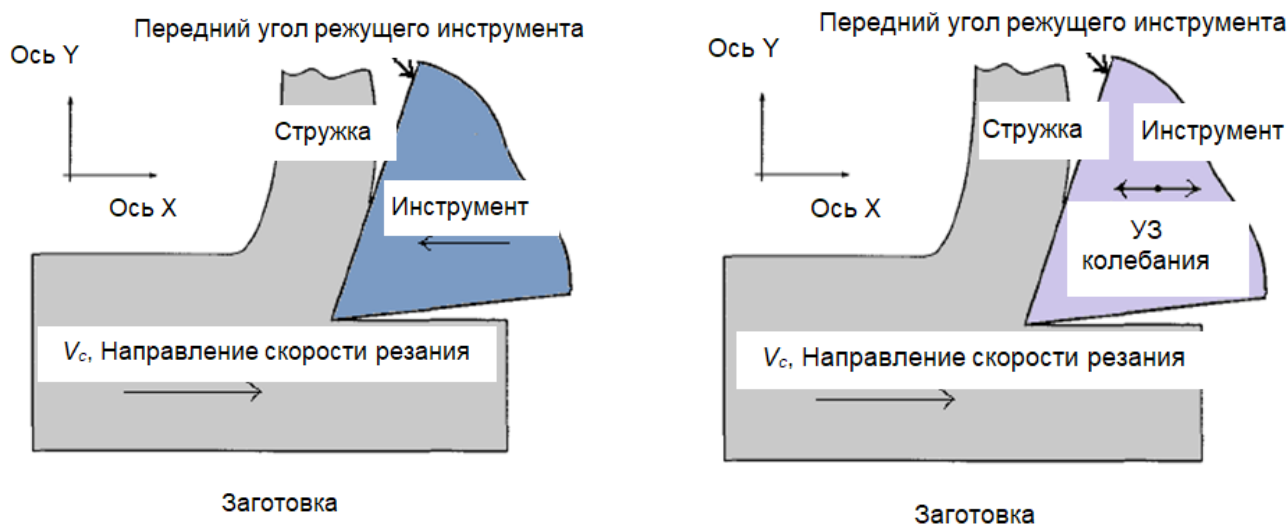 Передний угол режущего инструмента
Ось Y
Стружка
Ось X
Инструмент
Vc, Направление скорости резания
Заготовка
Передний угол режущего инструмента
Ось Y
Стружка
Инструмент
Ось X
УЗ
колебания
Vc, Направление скорости резания
Заготовка